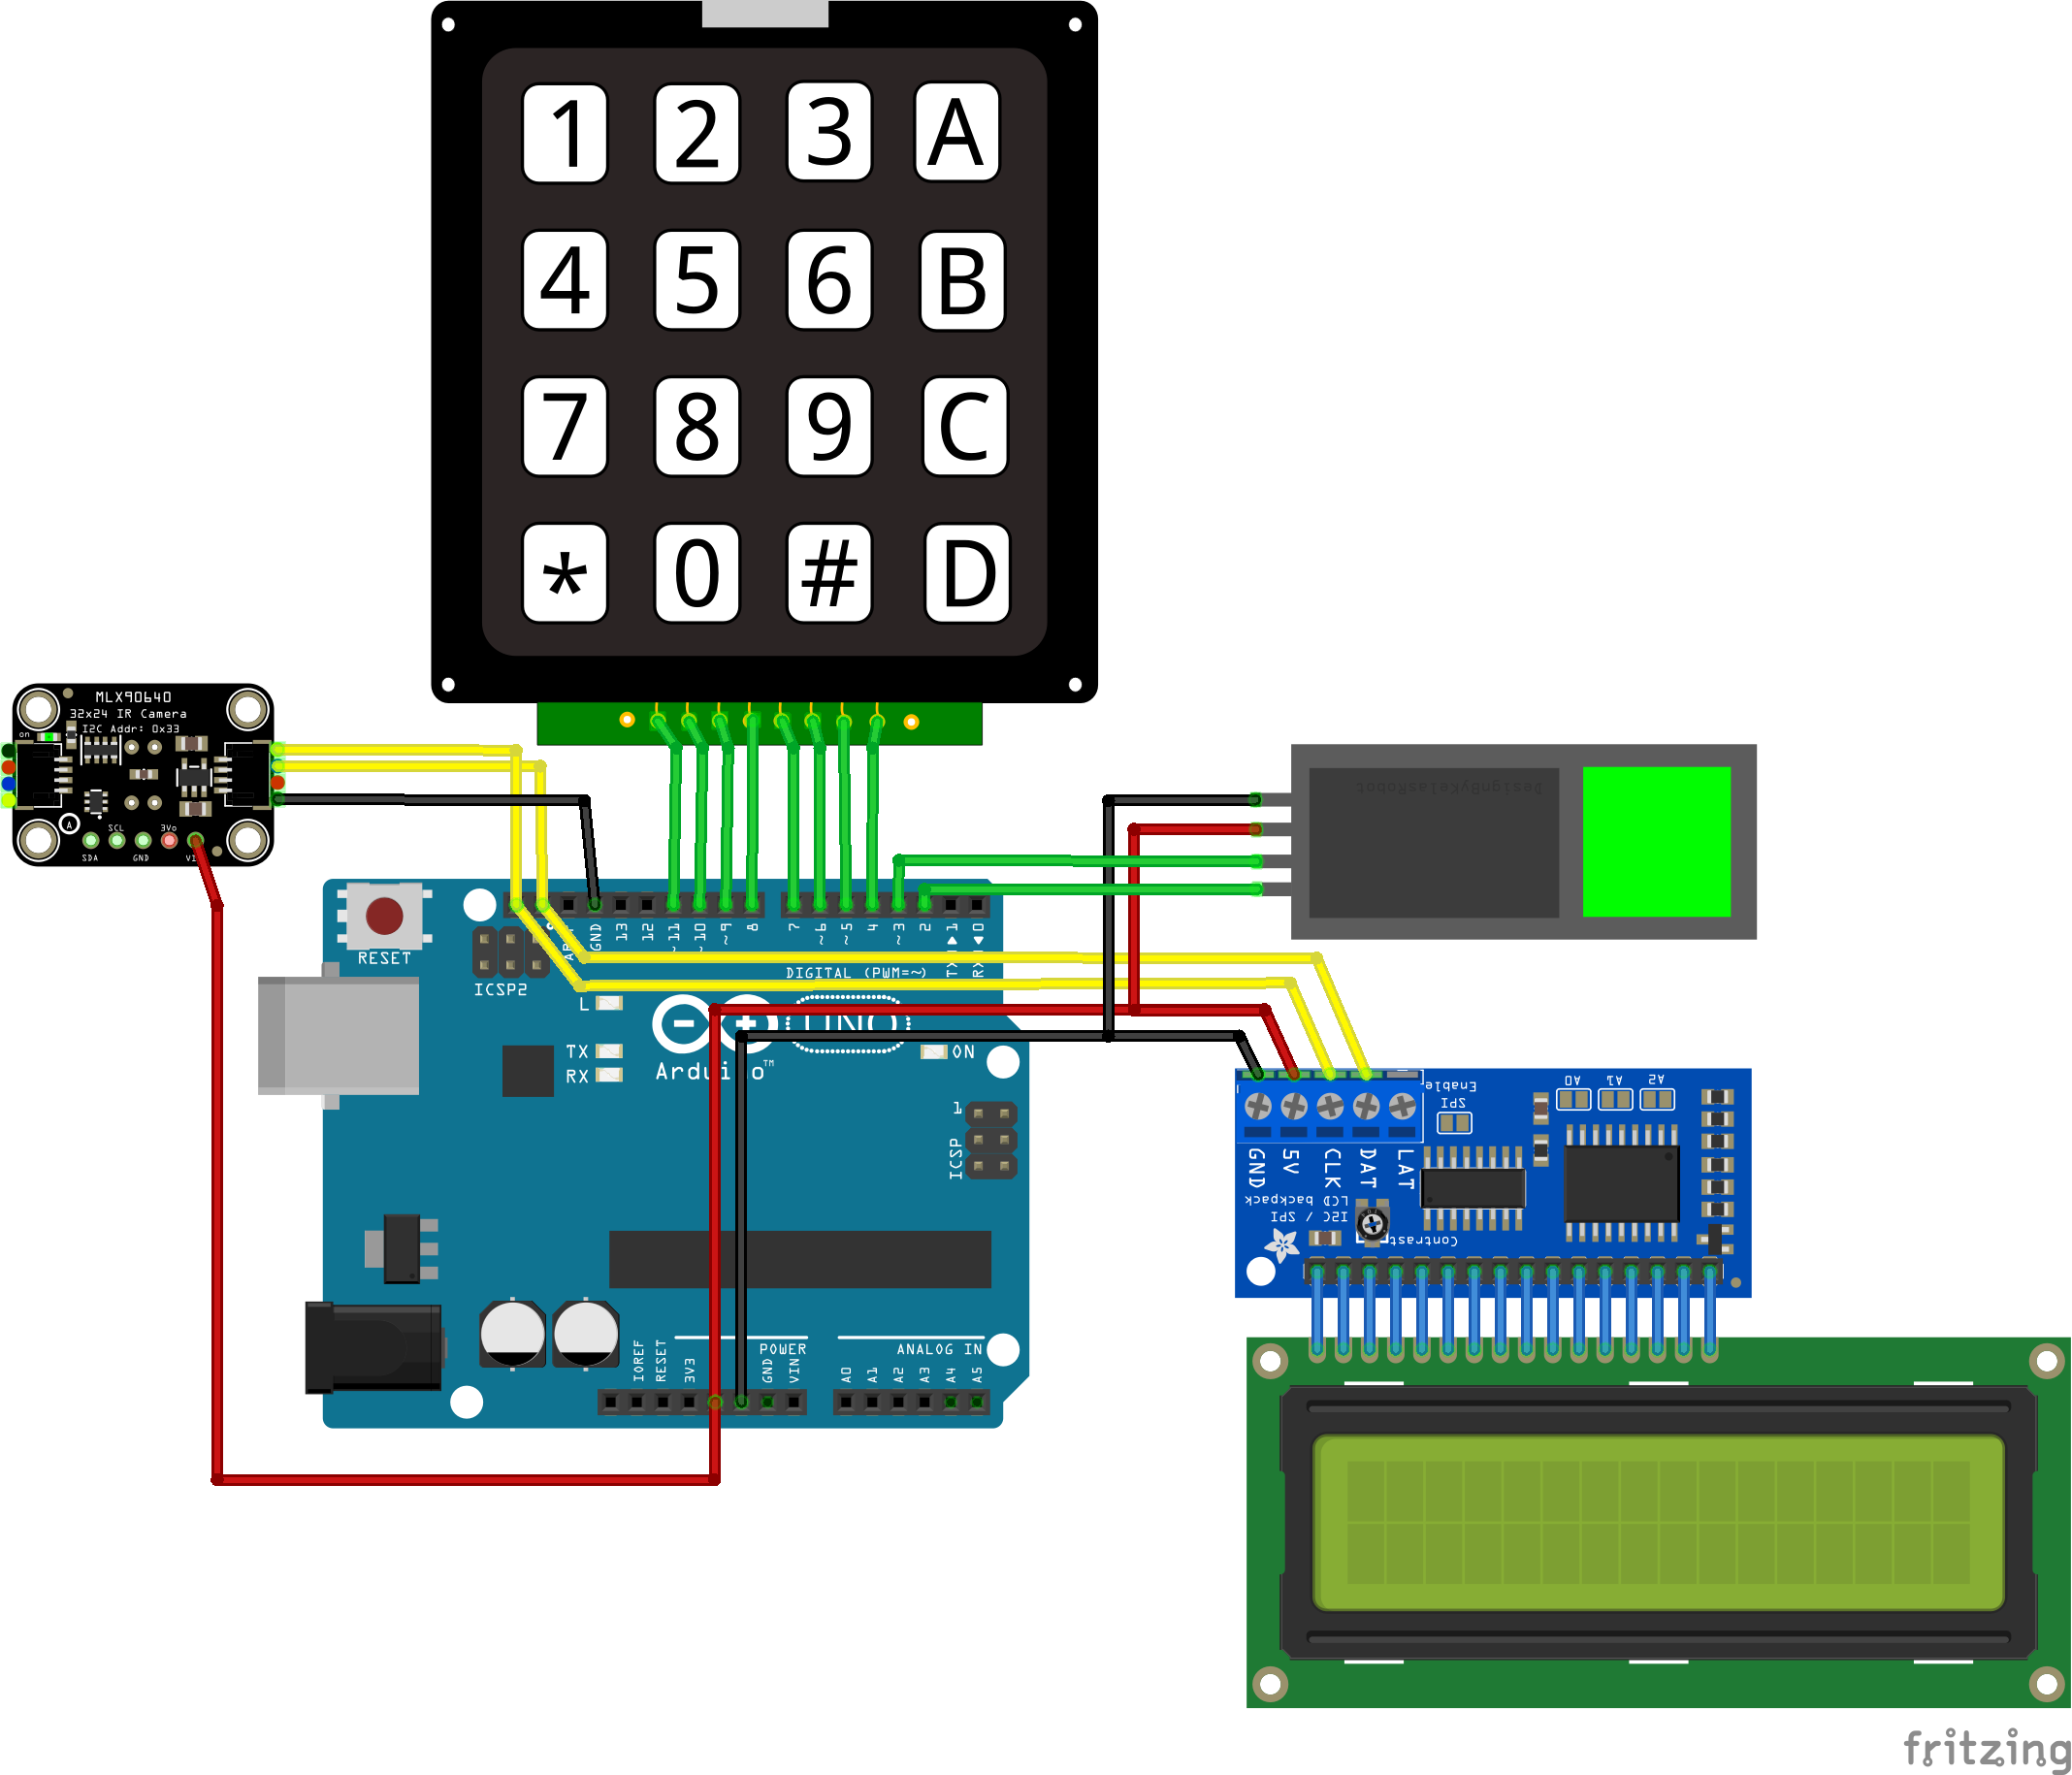 1 2 3 A
4 5 6 B
7 8 9 C
* 0 # D
MLX90640
32x24 IR Camera
I2C Addr: 0x33
on
A
SCL
3Vo
SDA
GND
DesignByKelasRobot
RESET
ICSP2
GND
13
12
~11
~10
~9
8
7
~6
~5
4
~3
2
TX▶1
RX◀0
DIGITAL (PWM=~)
L
TX
RX
Arduino™
UNO
ON
1
ICSP
IOREF
RESET
3V3
GND
VIN
POWER
ANALOG IN
A0
A1
A2
A3
A4
A5
GND
5V
CLK
DAT
LAT
Enable
SPI
A0
A1
A2
LCD backpack
I2C / SPI
Contrast
fritzing